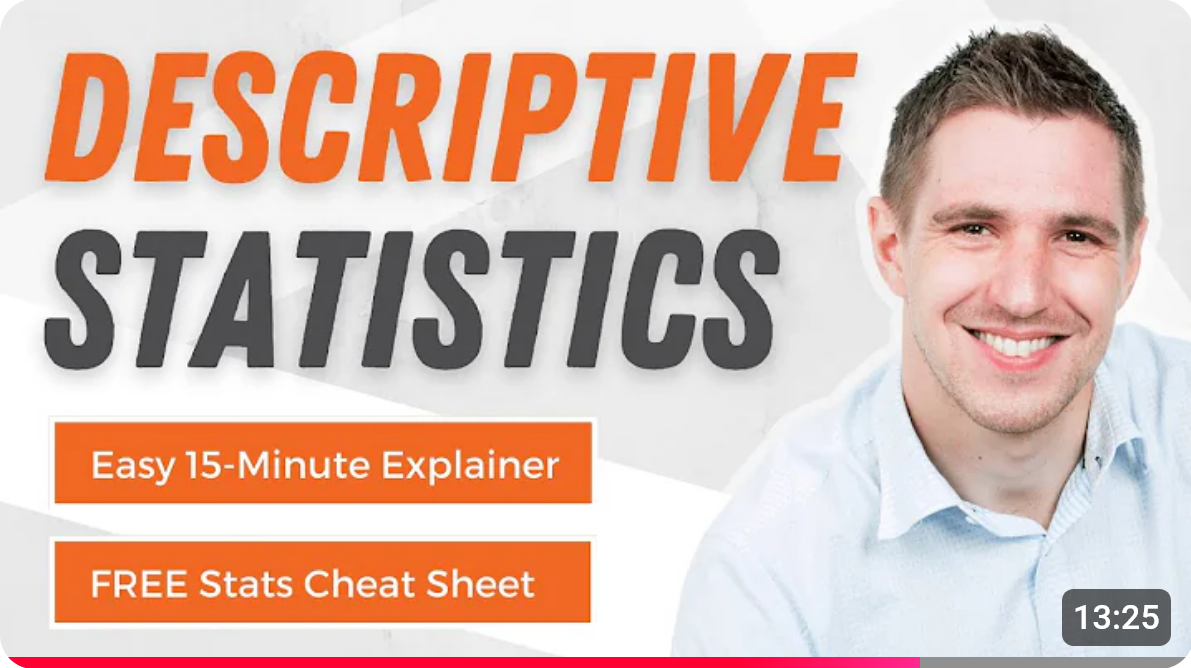 DESCRIPTIVE
STATISTICS
Easy 15-Minute Explainer
FREE Stats Cheat Sheet
13:25